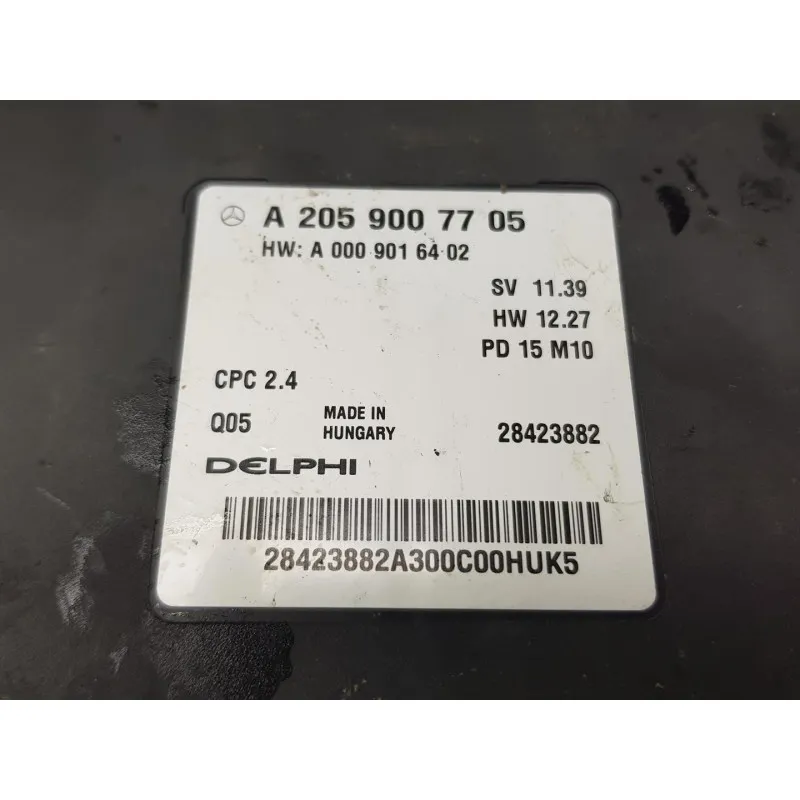 A 205 900 77 05
HW: A 000 901 64 02
SV 11.39
HW 12.27
PD 15 M10
CPC 2.4
Q05
MADE IN
HUNGARY
28423882
DELPHI
28423882A300C00HUK5